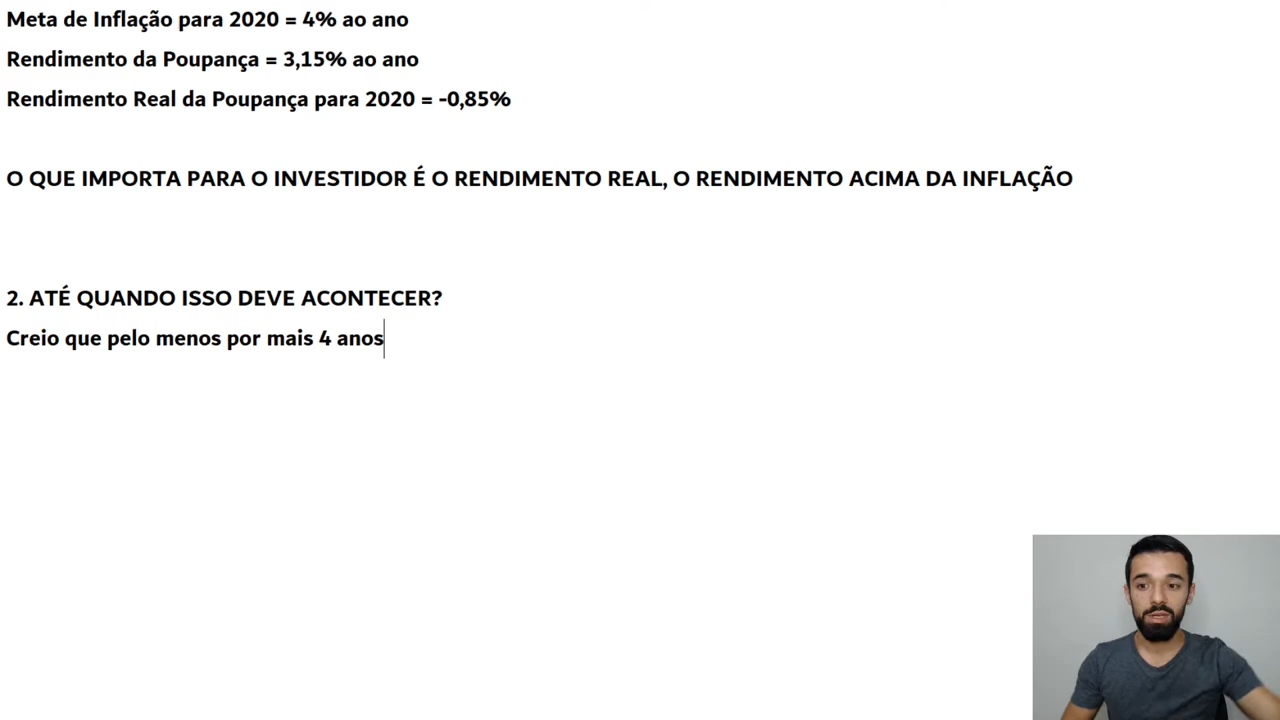 Meta de Inflação para 2020 = 4% ao ano
Rendimento da Poupança = 3,15% ao ano
Rendimento Real da Poupança para 2020 = -0,85%
O QUE IMPORTA PARA O INVESTIDOR É O RENDIMENTO REAL, O RENDIMENTO ACIMA DA INFLAÇÃO
2. ATÉ QUANDO ISSO DEVE ACONTECER?
Creio que pelo menos por mais 4 anos